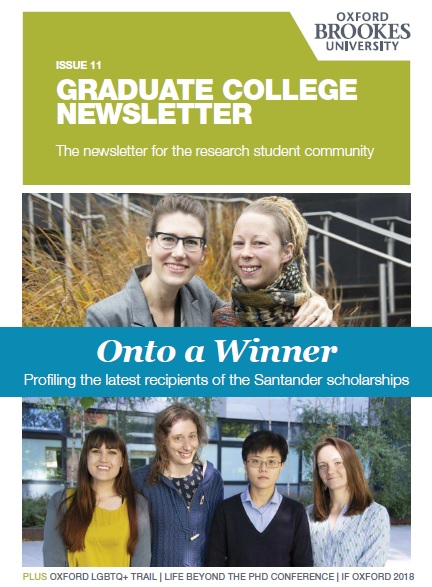 OXFORD
BROOKES
UNIVERSITY
ISSUE 11
GRADUATE COLLEGE
NEWSLETTER
The newsletter for the research student community
Onto a Winner
Profiling the latest recipients of the Santander scholarships
PLUS OXFORD LGBTQ+ TRAIL | LIFE BEYOND THE PHD CONFERENCE | IF OXFORD 2018